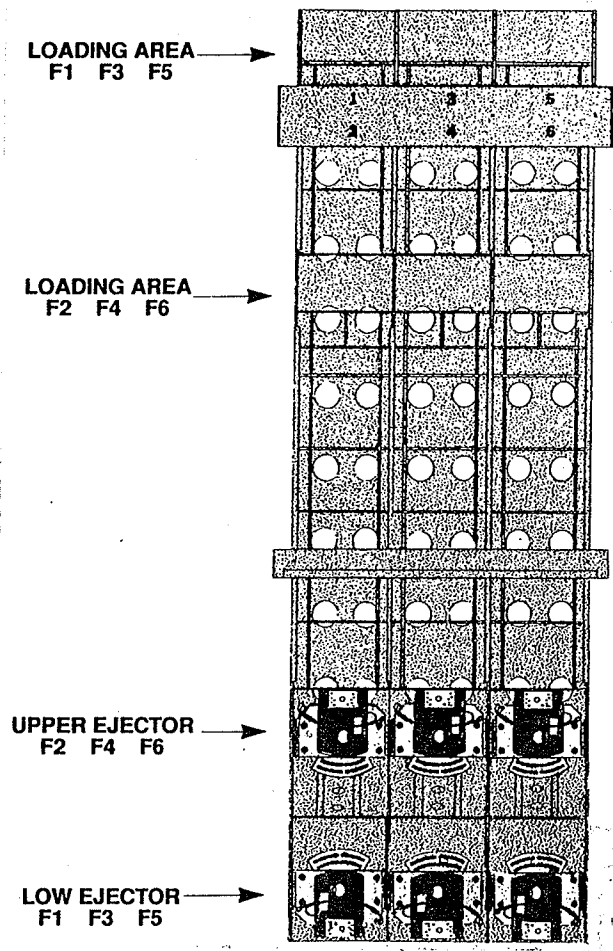 LOADING AREA
F1 F3 F5
1 3 5
2 4 6
LOADING AREA
F2 F4 F6
UPPER EJECTOR
F2 F4 F6
LOW EJECTOR
F1 F3 F5